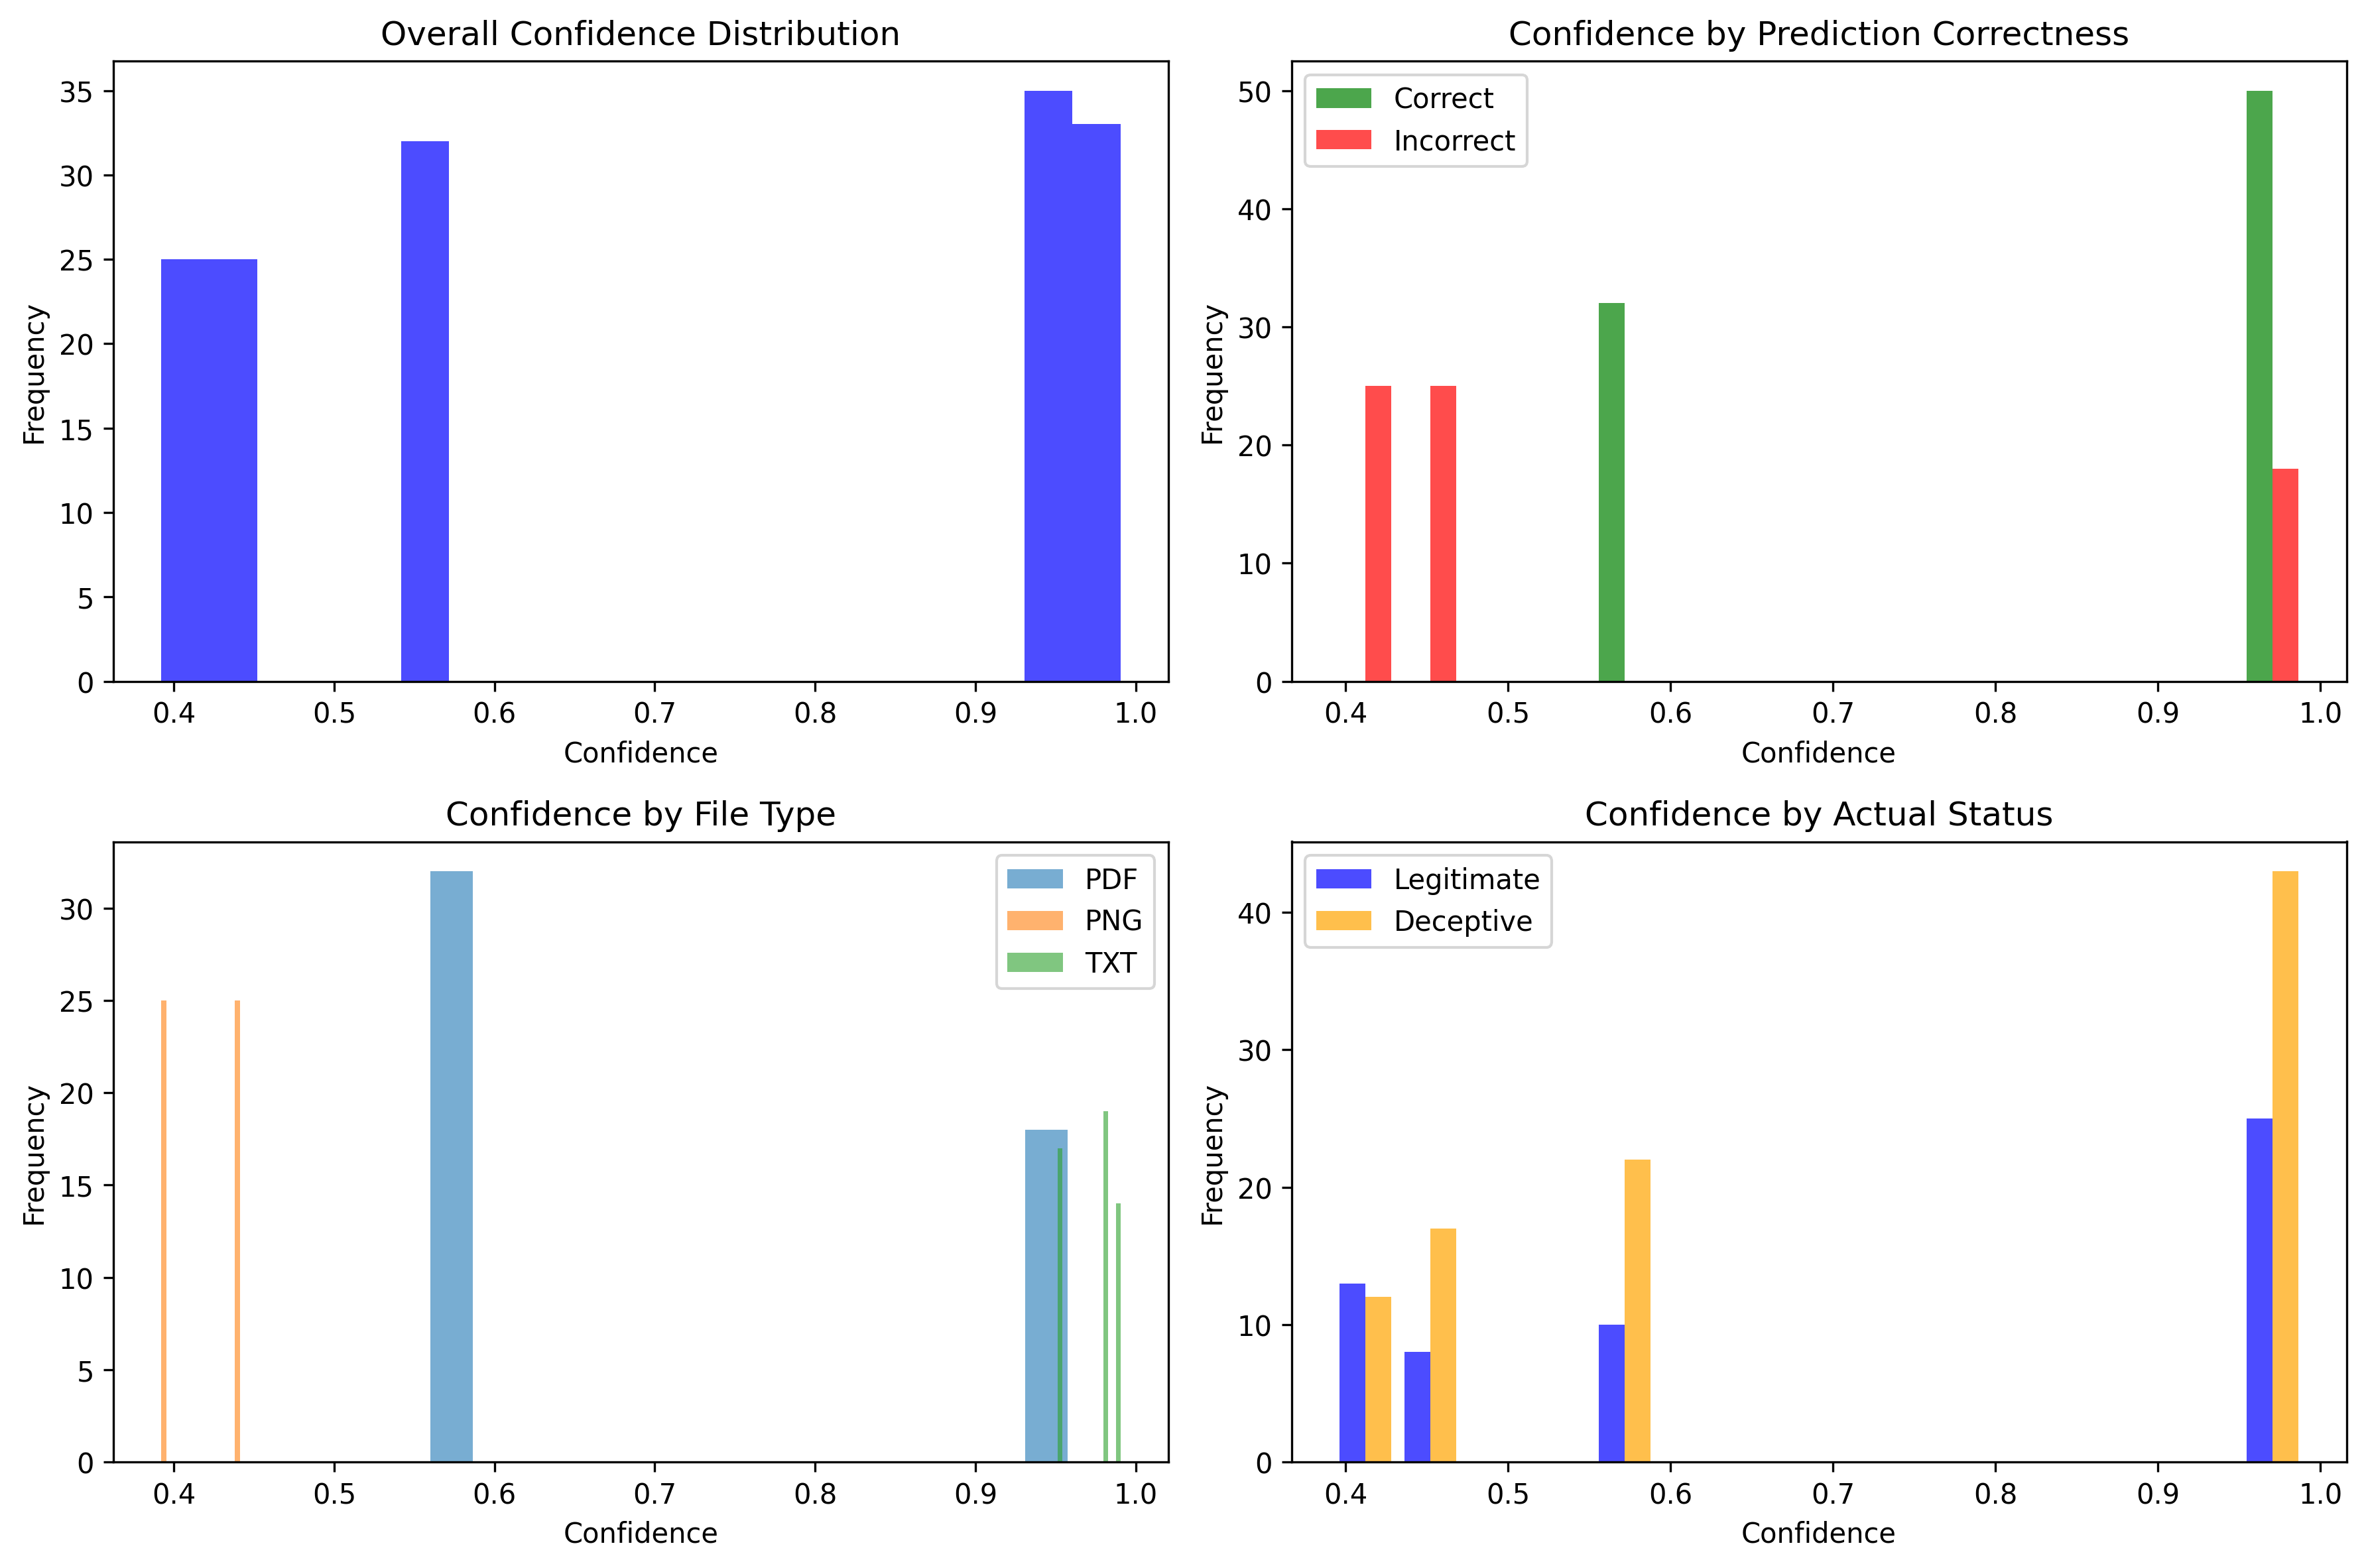 Overall Confidence Distribution
35
30
25
20
15
10
5
0
Frequency
0.4 0.5 0.6 0.7 0.8 0.9 1.0
Confidence
Confidence by Prediction Correctness
Correct
Incorrect
50
40
30
20
10
0
Frequency
0.4 0.5 0.6 0.7 0.8 0.9 1.0
Confidence
Confidence by File Type
PDF
PNG
TXT
30
25
20
15
10
5
0
Frequency
0.4 0.5 0.6 0.7 0.8 0.9 1.0
Confidence
Confidence by Actual Status
Legitimate
Deceptive
40
30
20
10
0
Frequency
0.4 0.5 0.6 0.7 0.8 0.9 1.0
Confidence